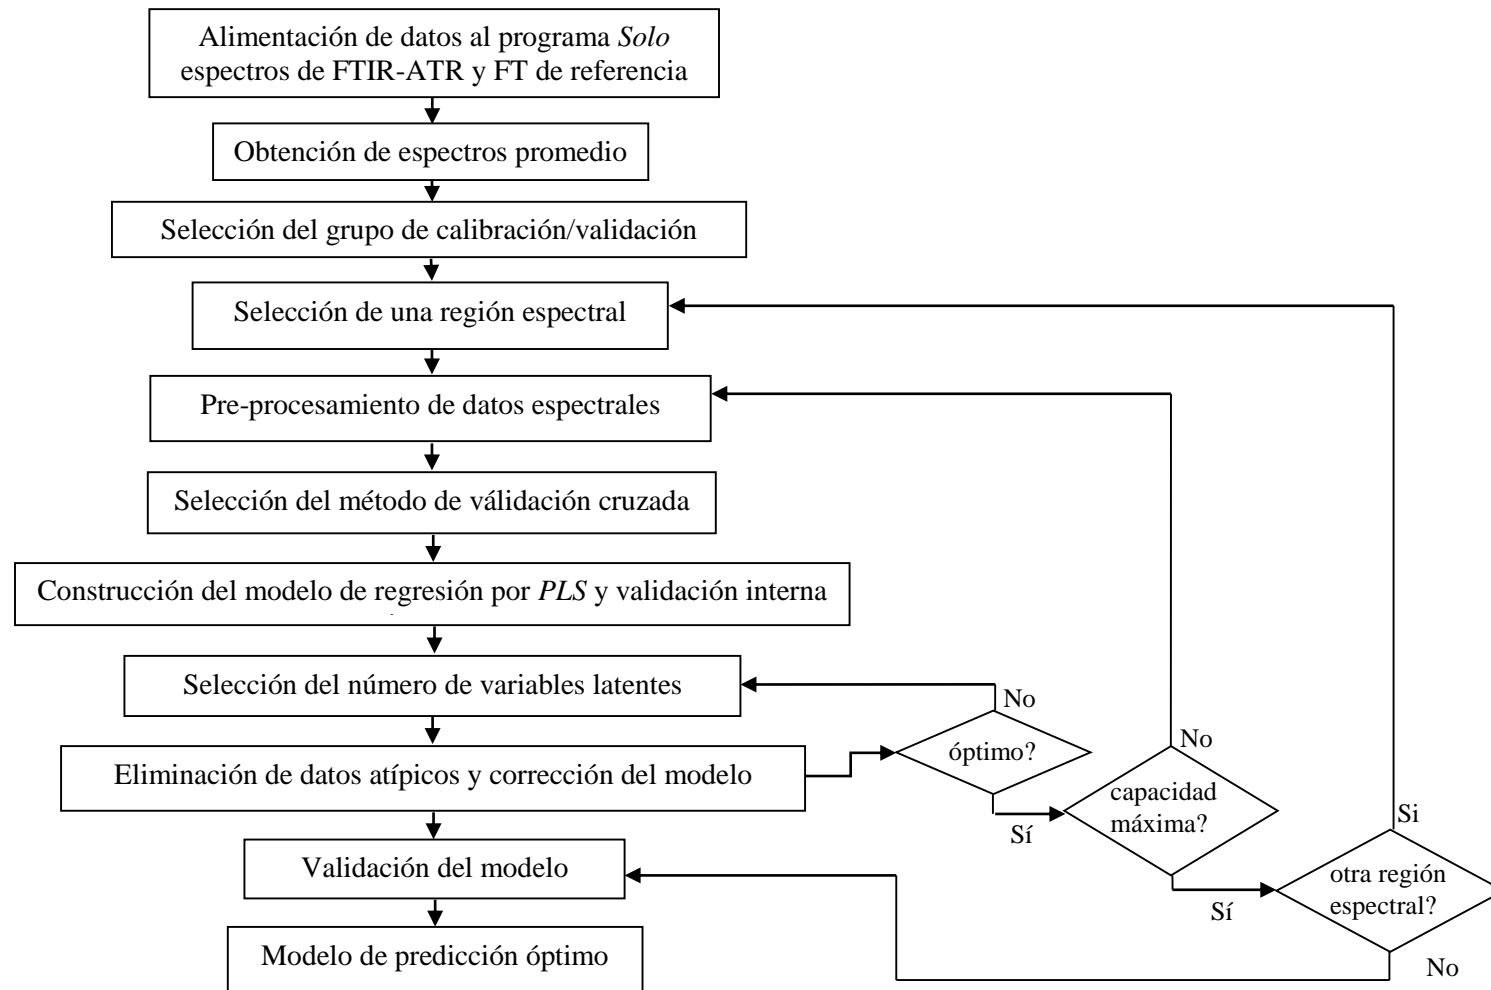 Alimentación de datos al programa Solo
espectros de FTIR-ATR y FT de referencia
Obtención de espectros promedio
Selección del grupo de calibración/validación
Selección de una región espectral
Pre-procesamiento de datos espectrales
Selección del método de válidación cruzada
Construcción del modelo de regresión por PLS y validación interna
Selección del número de variables latentes
No
óptimo?
Sí
Eliminación de datos atípicos y corrección del modelo
No
capacidad
máxima?
Sí
Si
otra región
espectral?
No
Validación del modelo
Modelo de predicción óptimo